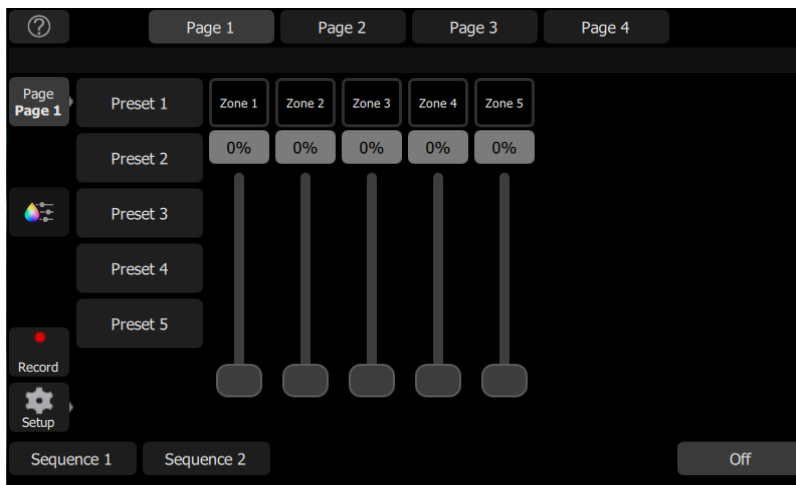 Page 1 Page 2 Page 3 Page 4
Page
Page 1
Preset 1
Zone 1 Zone 2 Zone 3 Zone 4 Zone 5
0% 0% 0% 0% 0%
Preset 2
Preset 3
Preset 4
Preset 5
Record
Setup
Sequence 1 Sequence 2 Off